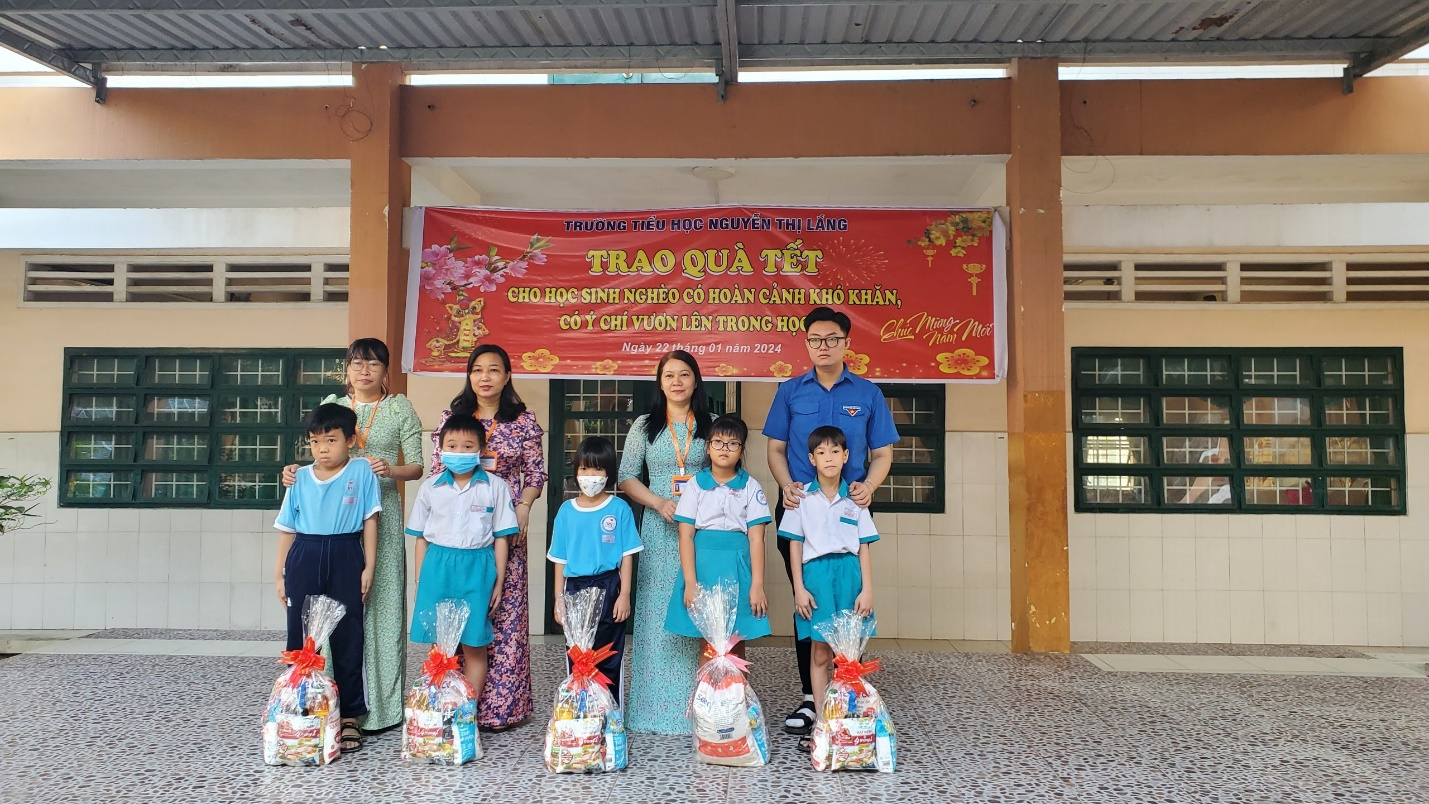 TRƯỜNG TIỂU HỌC NGUYỄN THỊ LẮNG
TRAO QUÀ TẾT
CHO HỌC SINH NGHÈO CÓ HOÀN CẢNH KHÓ KHĂN,
CÓ Ý CHÍ VƯƠN LÊN TRONG HỌC
Chúc Mừng
Năm Mới
Ngày 22 tháng 01 năm 2024